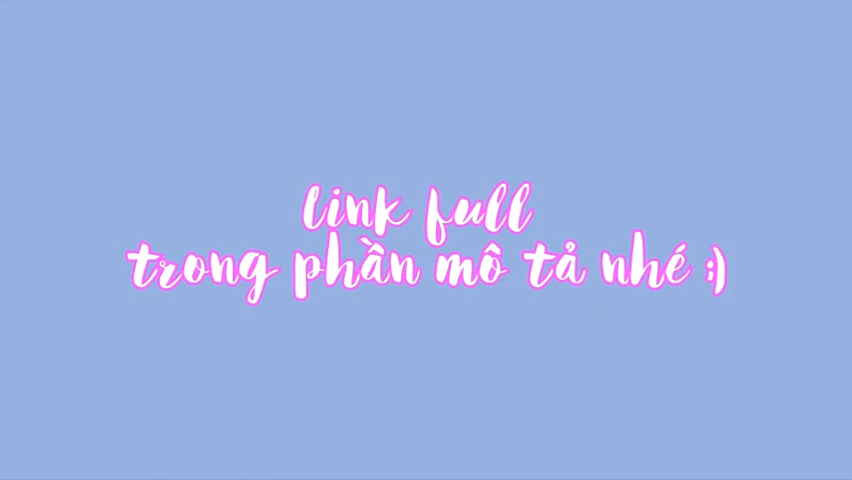 link full
trong phần mô tả nhé :)